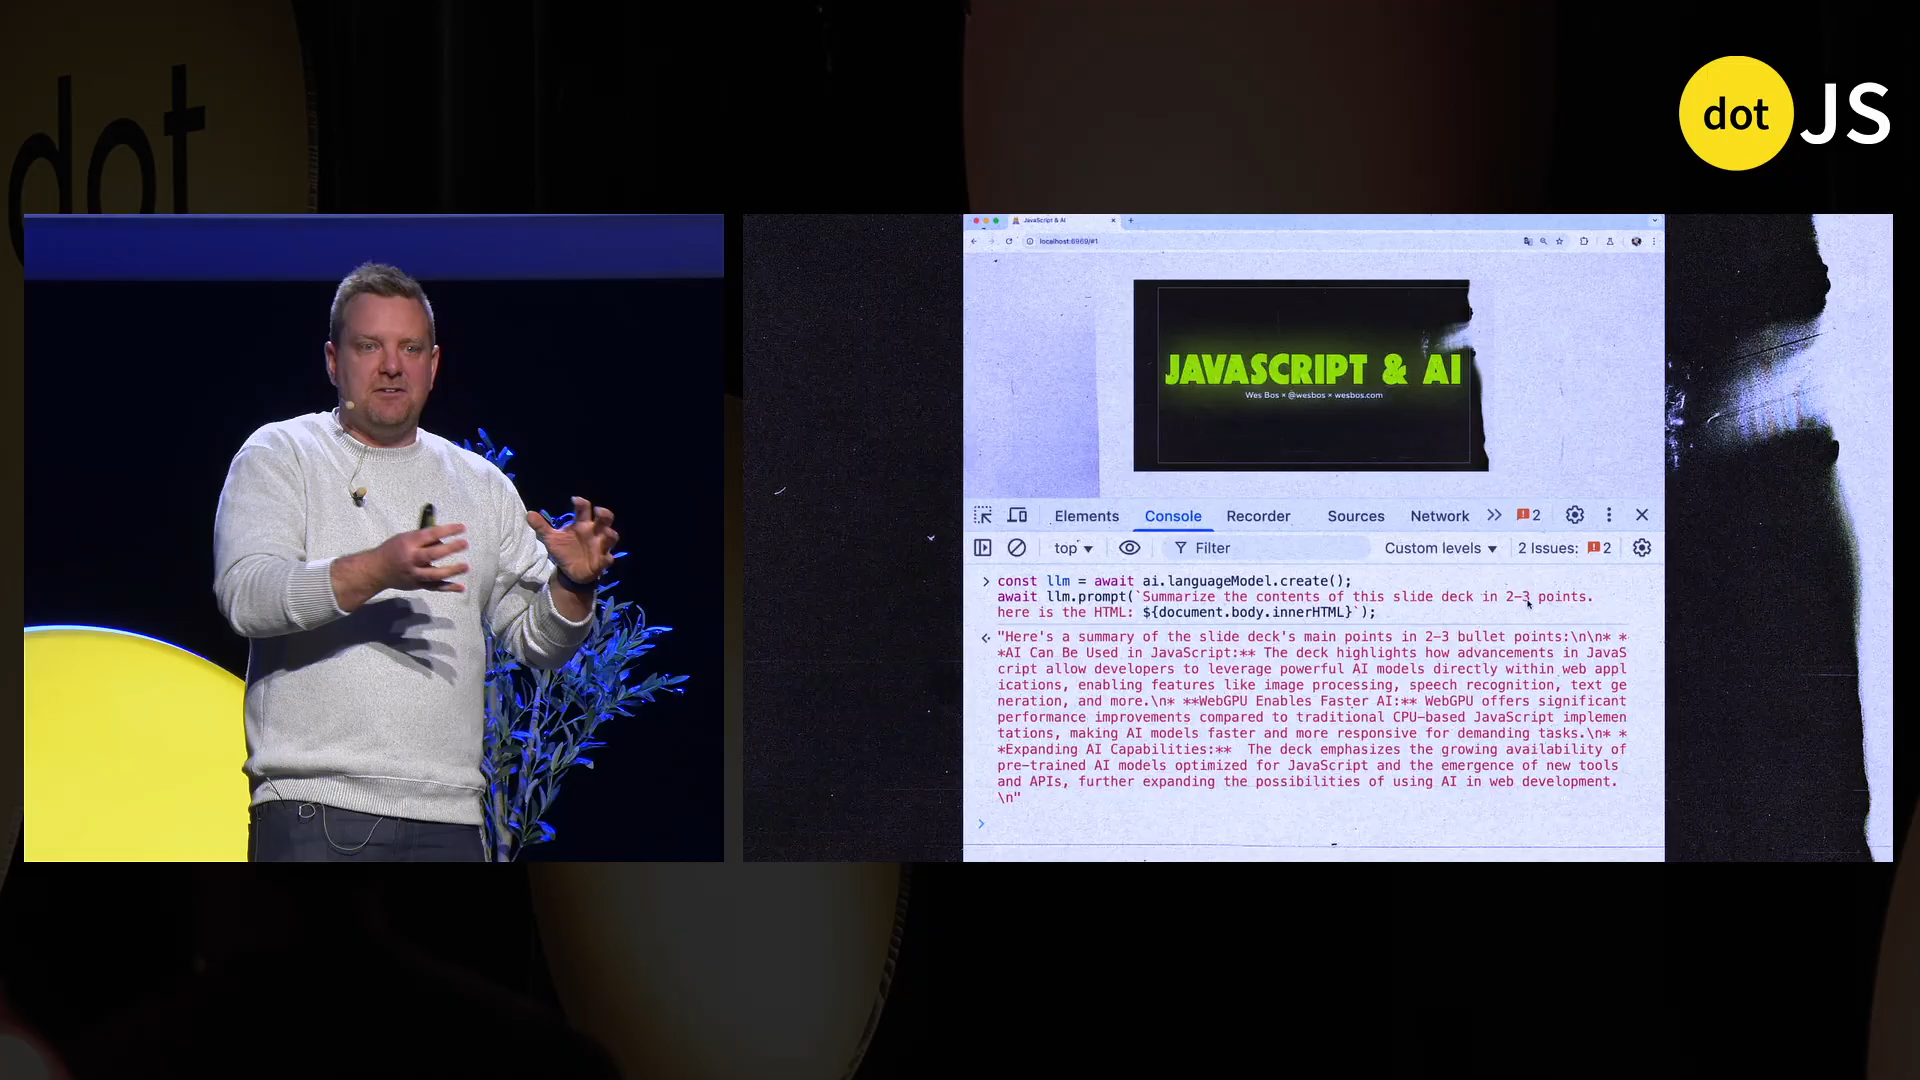 dot
dot JS
JavaScript & AI
localhost:6969/#1
JAVASCRIPT & AI
Wes Bos × @wesbos × wesbos.com
Elements Console Recorder Sources Network 2
top Filter Custom levels 2 Issues: 2
const llm = await ai.languageModel.create();
await llm.prompt(`Summarize the contents of this slide deck in 2-3 points.
here is the HTML: ${document.body.innerHTML}`);
"Here's a summary of the slide deck's main points in 2-3 bullet points:\n\n* *
*AI Can Be Used in JavaScript:** The deck highlights how advancements in JavaS
cript allow developers to leverage powerful AI models directly within web appl
ications, enabling features like image processing, speech recognition, text ge
neration, and more.\n* **WebGPU Enables Faster AI:** WebGPU offers significant
performance improvements compared to traditional CPU-based JavaScript implemen
tations, making AI models faster and more responsive for demanding tasks.\n* *
*Expanding AI Capabilities:**  The deck emphasizes the growing availability of
pre-trained AI models optimized for JavaScript and the emergence of new tools
and APIs, further expanding the possibilities of using AI in web development.
\n"